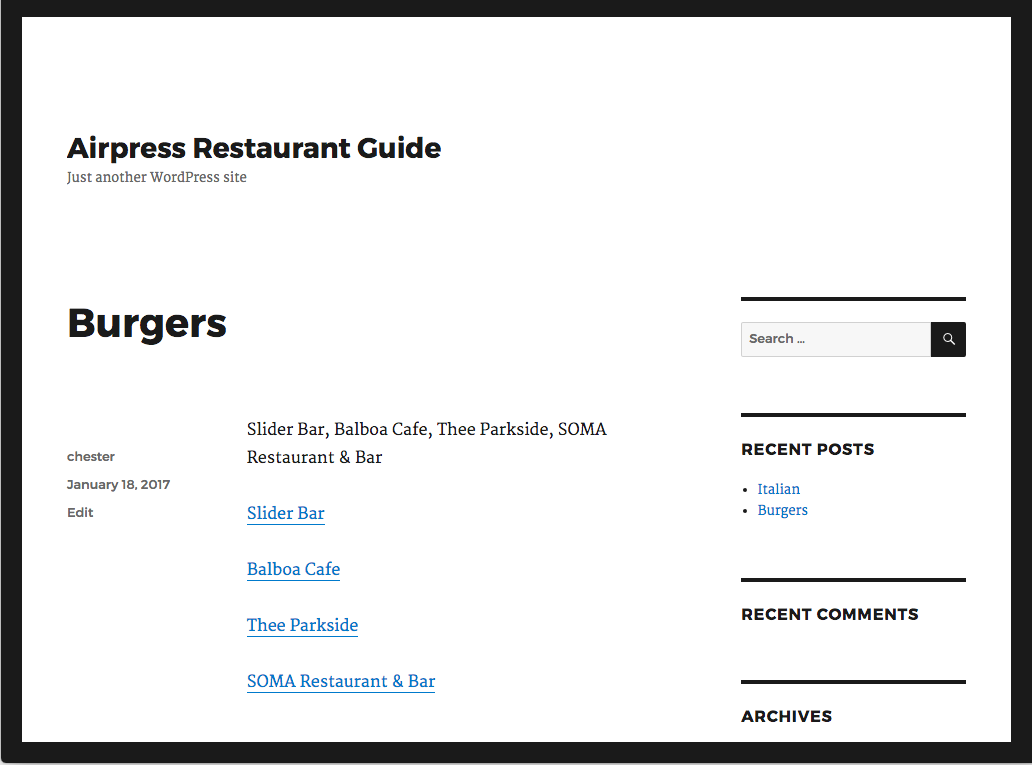 Airpress Restaurant Guide
Just another WordPress site
Burgers
chester
January 18, 2017
Edit
Slider Bar, Balboa Cafe, Thee Parkside, SOMA
Restaurant & Bar
Slider Bar
Balboa Cafe
Thee Parkside
SOMA Restaurant & Bar
Search ...
RECENT POSTS
Italian
Burgers
RECENT COMMENTS
ARCHIVES